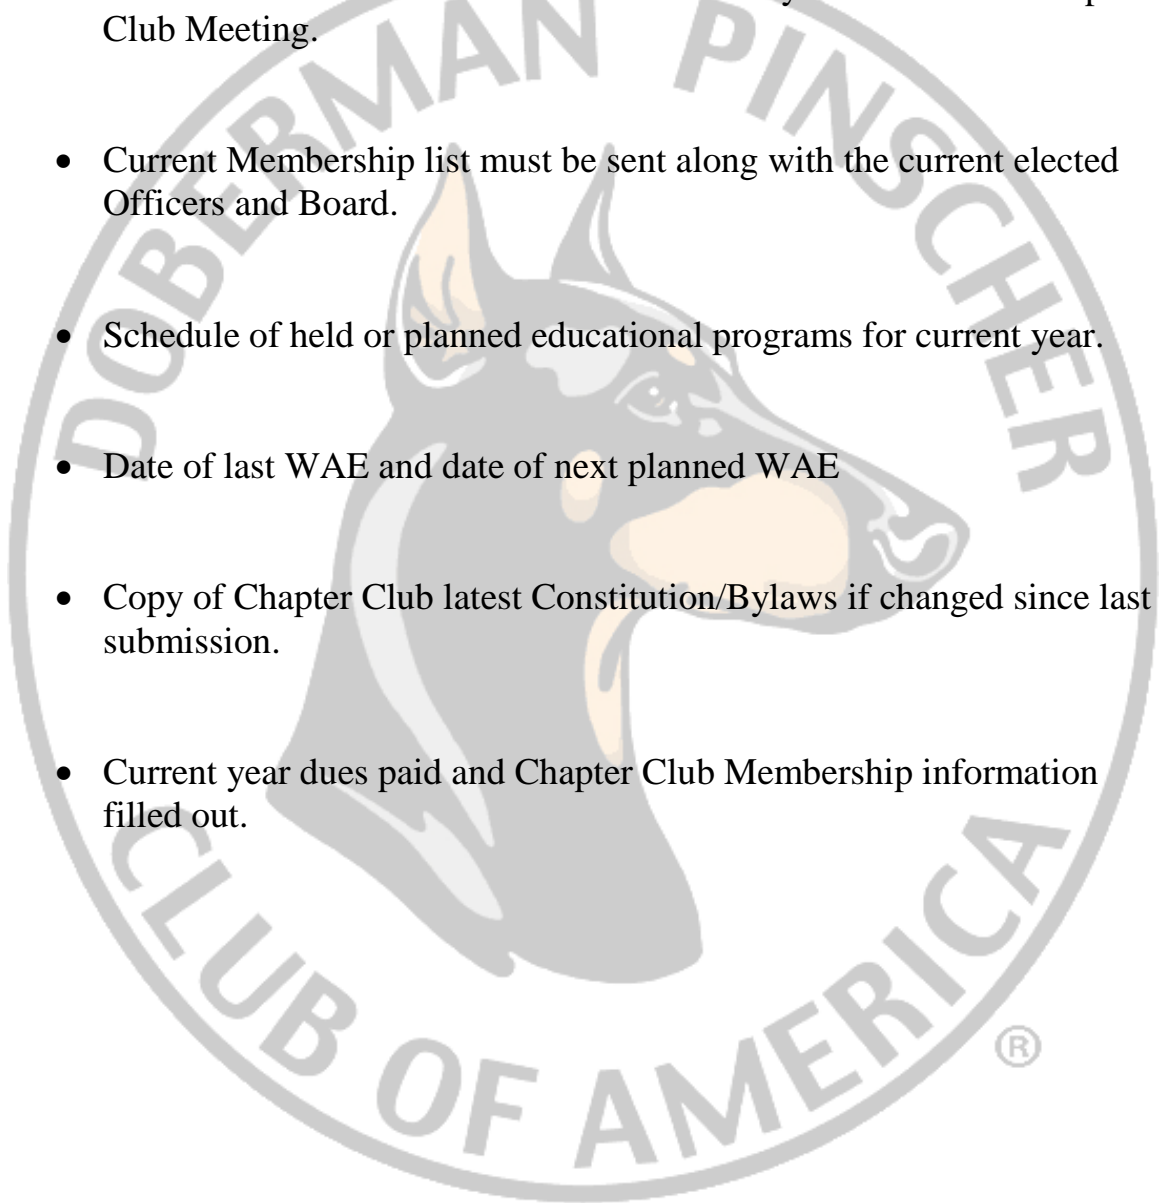 Club Meeting.
• Current Membership list must be sent along with the current elected
Officers and Board.
• Schedule of held or planned educational programs for current year.
• Date of last WAE and date of next planned WAE
• Copy of Chapter Club latest Constitution/Bylaws if changed since last
submission.
• Current year dues paid and Chapter Club Membership information
filled out.
DOBERMAN PINSCHER
CLUB OF AMERICA
®